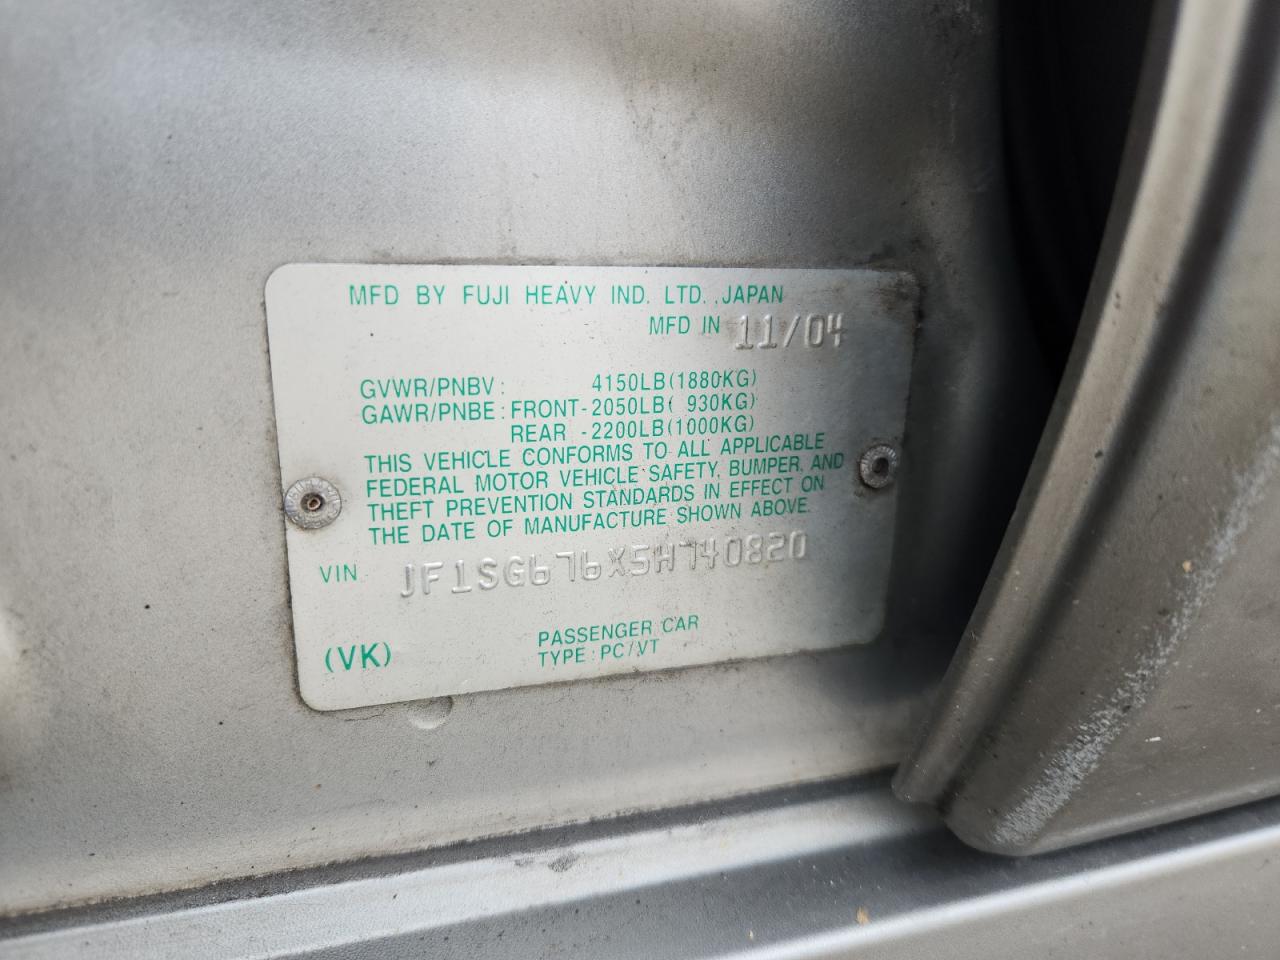 MFD BY FUJI HEAVY IND. LTD. ,JAPAN
MFD IN 11/04
GVWR/PNBV : 4150LB(1880KG)
GAWR/PNBE : FRONT-2050LB( 930KG)
REAR -2200LB(1000KG)
THIS VEHICLE CONFORMS TO ALL APPLICABLE
FEDERAL MOTOR VEHICLE SAFETY, BUMPER, AND
THEFT PREVENTION STANDARDS IN EFFECT ON
THE DATE OF MANUFACTURE SHOWN ABOVE.
VIN JF1SG676X5H740820
PASSENGER CAR
(VK) TYPE : PC/VT